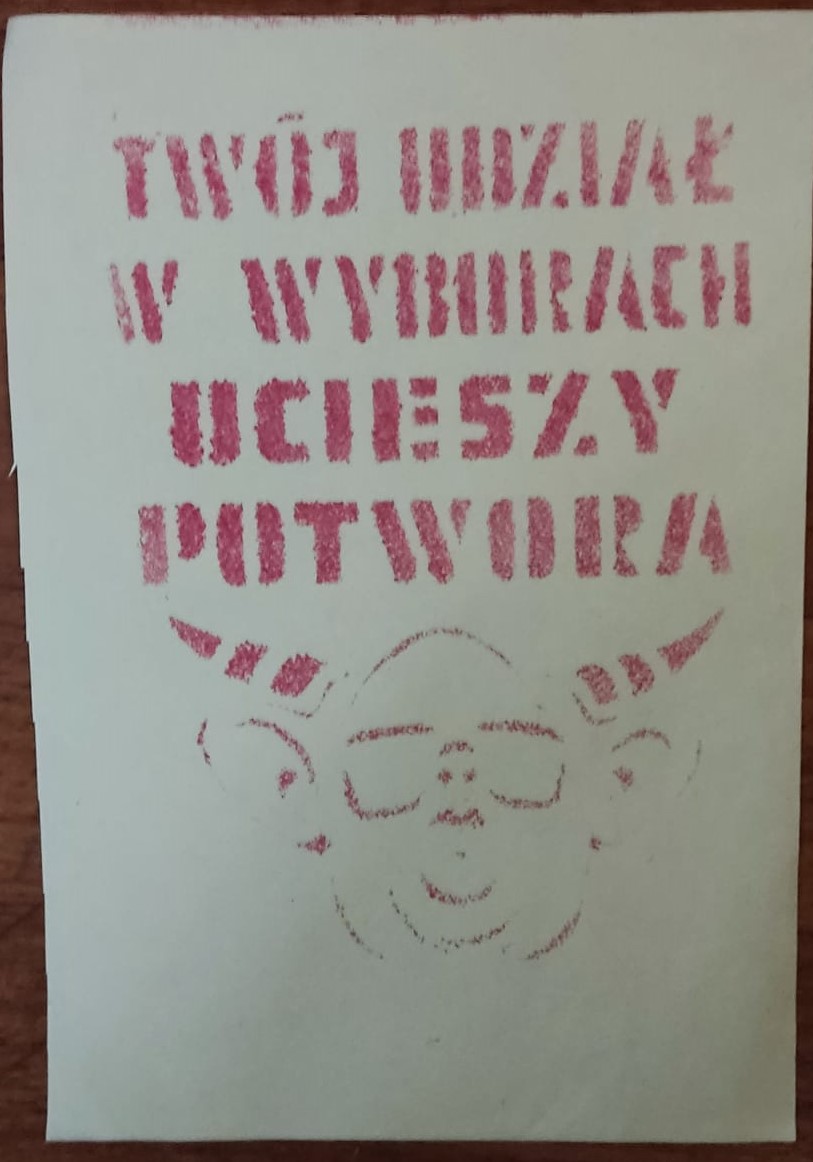 TWÓJ UDZIAŁ
W WYBORACH
UCIESZY
POTWORA